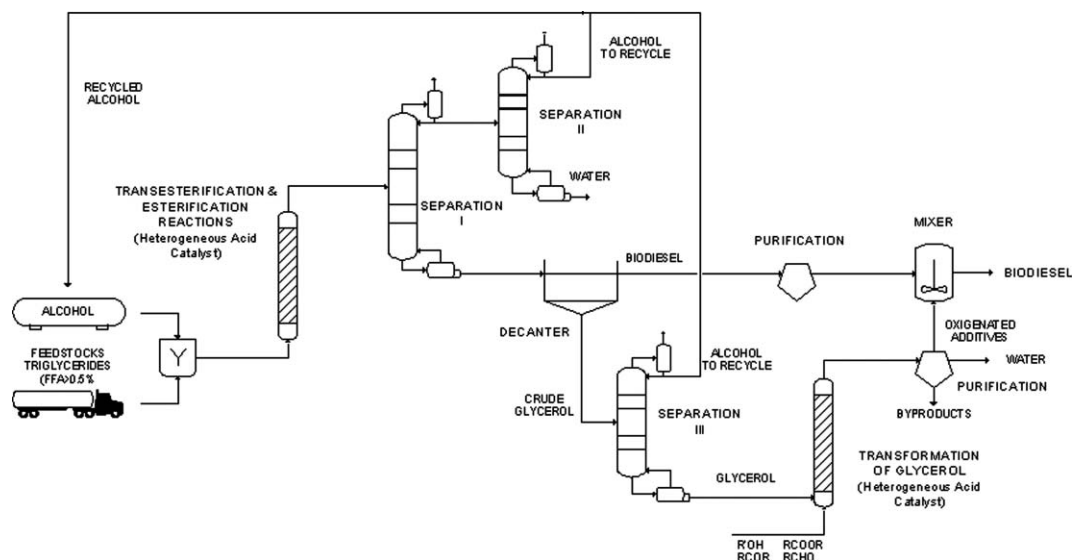 ALCOHOL
TO RECYCLE
RECYCLED
ALCOHOL
SEPARATION
II
WATER
TRANSESTERIFICATION &
ESTERIFICATION
REACTIONS
(Heterogeneous Acid
Catalyst)
SEPARATION
I
MIXER
PURIFICATION
BIODIESEL
BIODIESEL
ALCOHOL
DECANTER
OXIGENATED
ADDITIVES
FEEDSTOCKS
TRIGLYCERIDES
(FFA>0.5%
ALCOHOL
TO RECYCLE
WATER
PURIFICATION
CRUDE
GLYCEROL
SEPARATION
III
BYPRODUCTS
GLYCEROL
TRANSFORMATION
OF GLYCEROL
(Heterogeneous Acid
Catalyst)
R'OH RCOOR
RCOR RCHO